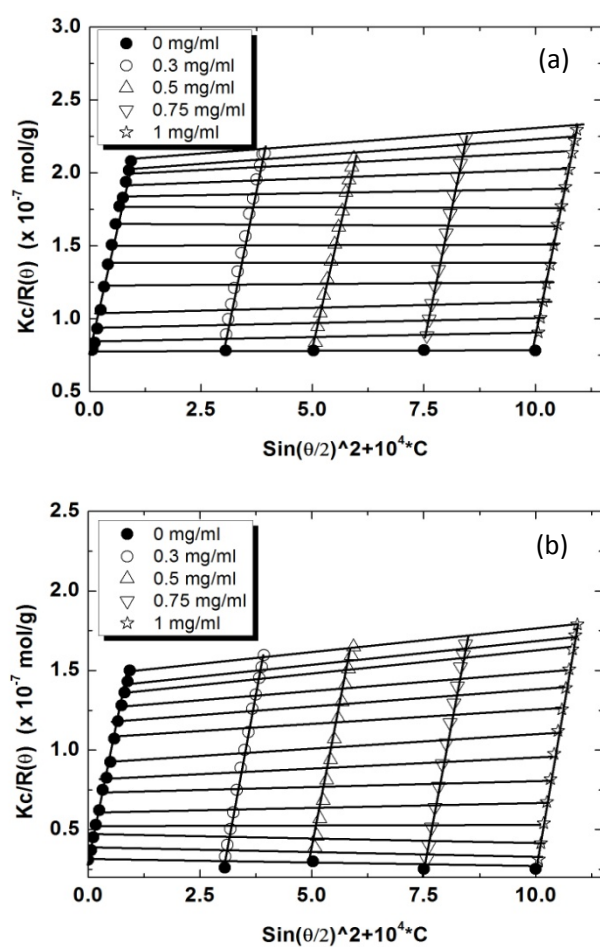 3.0
2.5
2.0
1.5
1.0
0.5
Kc/R(θ) (x 10⁻⁷ mol/g)
0 mg/ml
0.3 mg/ml
0.5 mg/ml
0.75 mg/ml
1 mg/ml
(a)
0.0 2.5 5.0 7.5 10.0
Sin(θ/2)^2+10⁴*C
2.5
2.0
1.5
1.0
0.5
Kc/R(θ) (x 10⁻⁷ mol/g)
0 mg/ml
0.3 mg/ml
0.5 mg/ml
0.75 mg/ml
1 mg/ml
(b)
0.0 2.5 5.0 7.5 10.0
Sin(θ/2)^2+10⁴*C